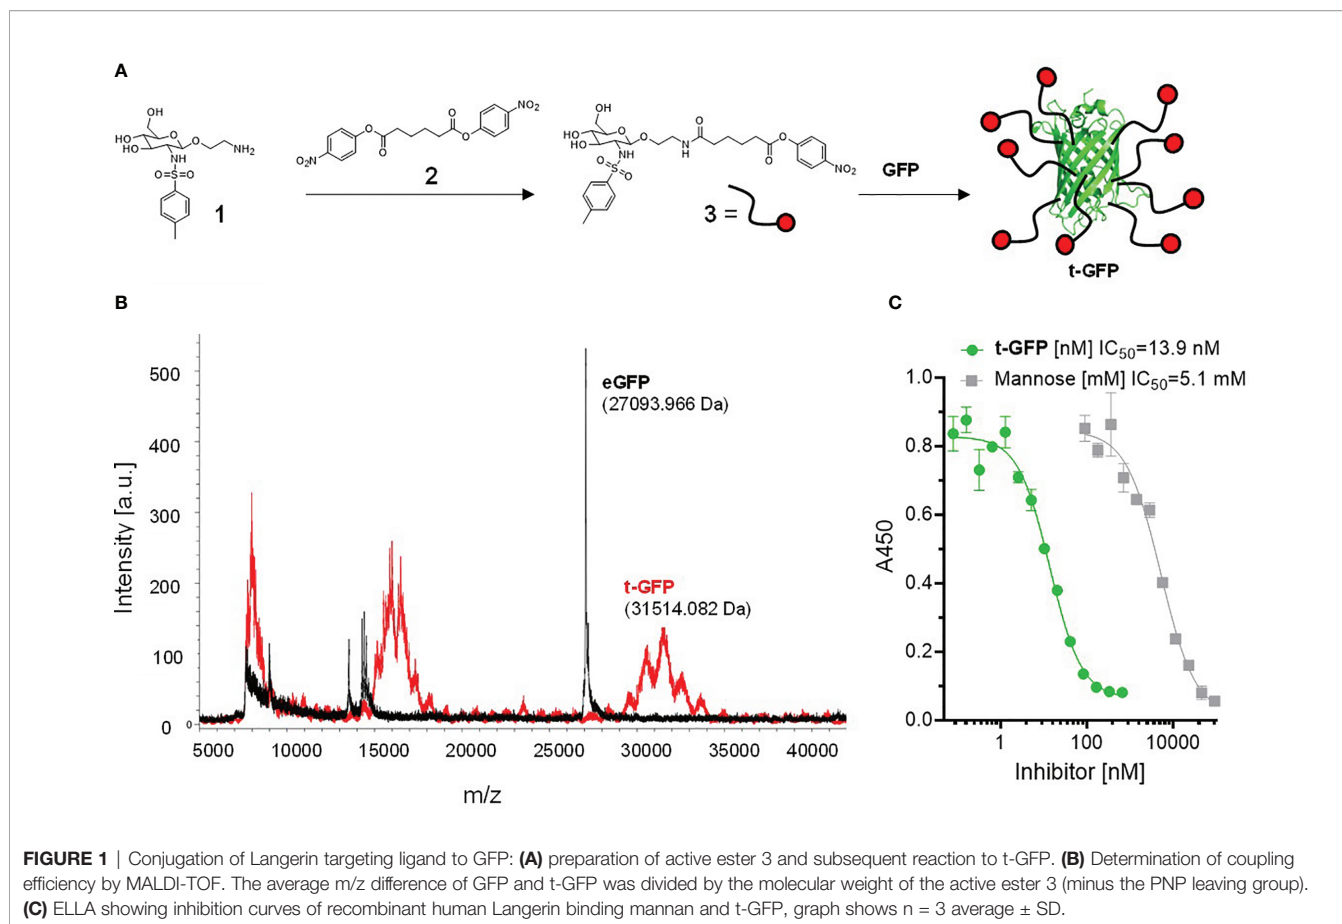 A
OH
HO
HO
O
O
NH
NH2
O=S=O
1
O2N
O
O
O
O
NO2
2
OH
HO
HO
O
O
NH
N
H
O
O
O
NO2
S
O
O
3 =
GFP
t-GFP
B
Intensity [a.u.]
500
400
300
200
100
0
0
eGFP
(27093.966 Da)
t-GFP
(31514.082 Da)
5000 10000 15000 20000 25000 30000 35000 40000
m/z
C
t-GFP [nM] IC50=13.9 nM
Mannose [mM] IC50=5.1 mM
A450
1.0
0.8
0.6
0.4
0.2
0.0
1 100 10000
Inhibitor [nM]
FIGURE 1 | Conjugation of Langerin targeting ligand to GFP: (A) preparation of active ester 3 and subsequent reaction to t-GFP. (B) Determination of coupling
efficiency by MALDI-TOF. The average m/z difference of GFP and t-GFP was divided by the molecular weight of the active ester 3 (minus the PNP leaving group).
(C) ELLA showing inhibition curves of recombinant human Langerin binding mannan and t-GFP, graph shows n = 3 average ± SD.